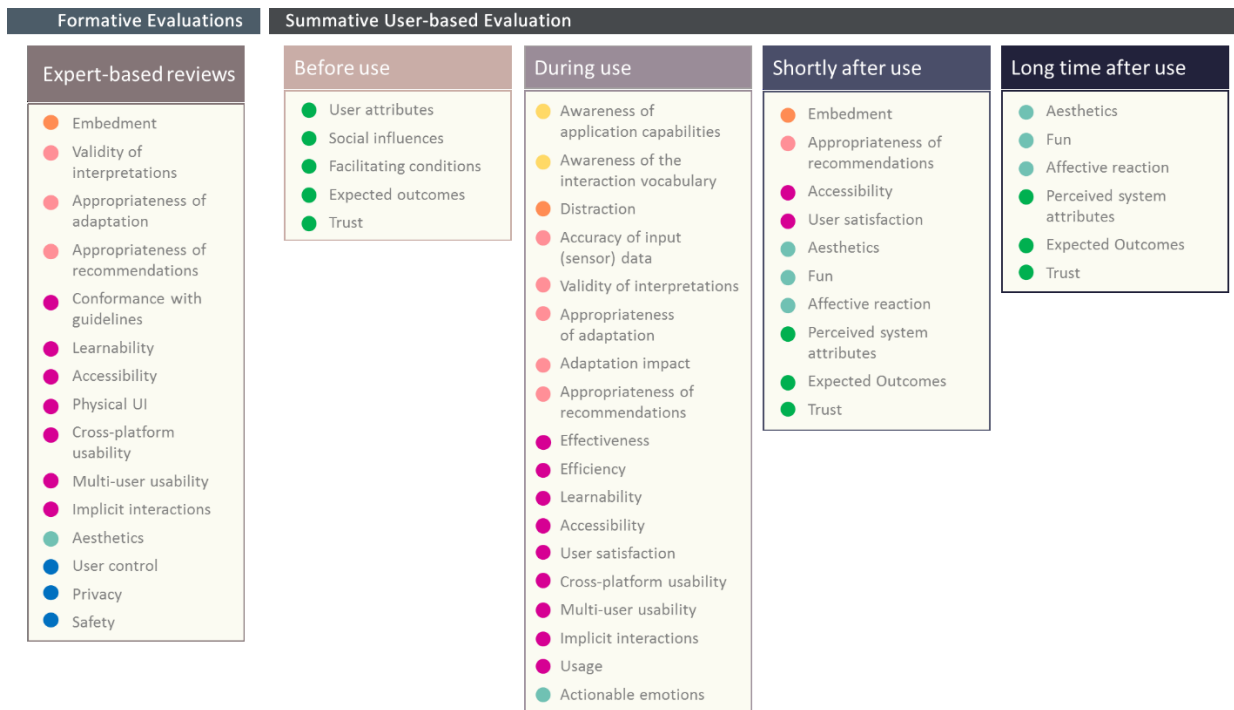 Formative Evaluations
Summative User-based Evaluation
Expert-based reviews
Embedment
Validity of
interpretations
Appropriateness of
adaptation
Appropriateness of
recommendations
Conformance with
guidelines
Learnability
Accessibility
Physical UI
Cross-platform
usability
Multi-user usability
Implicit interactions
Aesthetics
User control
Privacy
Safety
Before use
User attributes
Social influences
Facilitating conditions
Expected outcomes
Trust
During use
Awareness of
application capabilities
Awareness of the
interaction vocabulary
Distraction
Accuracy of input
(sensor) data
Validity of interpretations
Appropriateness
of adaptation
Adaptation impact
Appropriateness of
recommendations
Effectiveness
Efficiency
Learnability
Accessibility
User satisfaction
Cross-platform usability
Multi-user usability
Implicit interactions
Usage
Actionable emotions
Shortly after use
Embedment
Appropriateness of
recommendations
Accessibility
User satisfaction
Aesthetics
Fun
Affective reaction
Perceived system
attributes
Expected Outcomes
Trust
Long time after use
Aesthetics
Fun
Affective reaction
Perceived system
attributes
Expected Outcomes
Trust